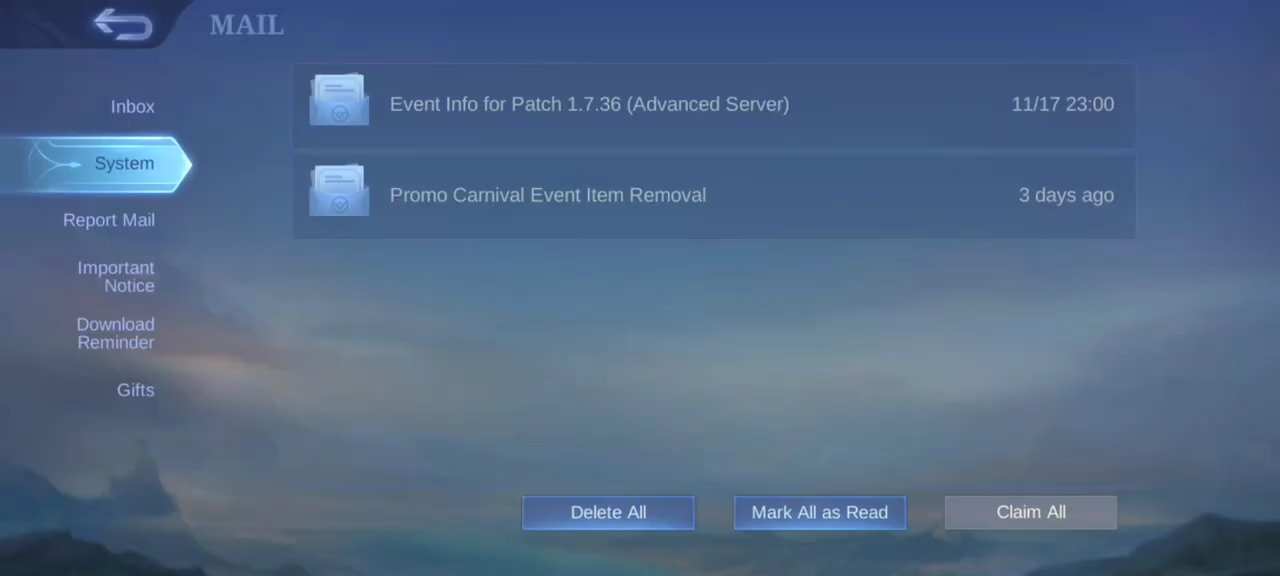 MAIL
Inbox
System
Report Mail
Important
Notice
Download
Reminder
Gifts
Event Info for Patch 1.7.36 (Advanced Server) 11/17 23:00
Promo Carnival Event Item Removal 3 days ago
Delete All Mark All as Read Claim All